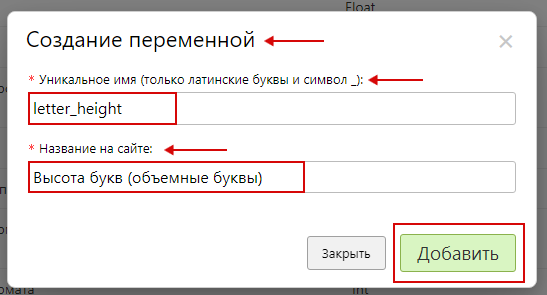 Float
Создание переменной
* Уникальное имя (только латинские буквы и символ _):
letter_height
* Название на сайте:
Высота букв (объемные буквы)
Закрыть
Добавить
омата
Int